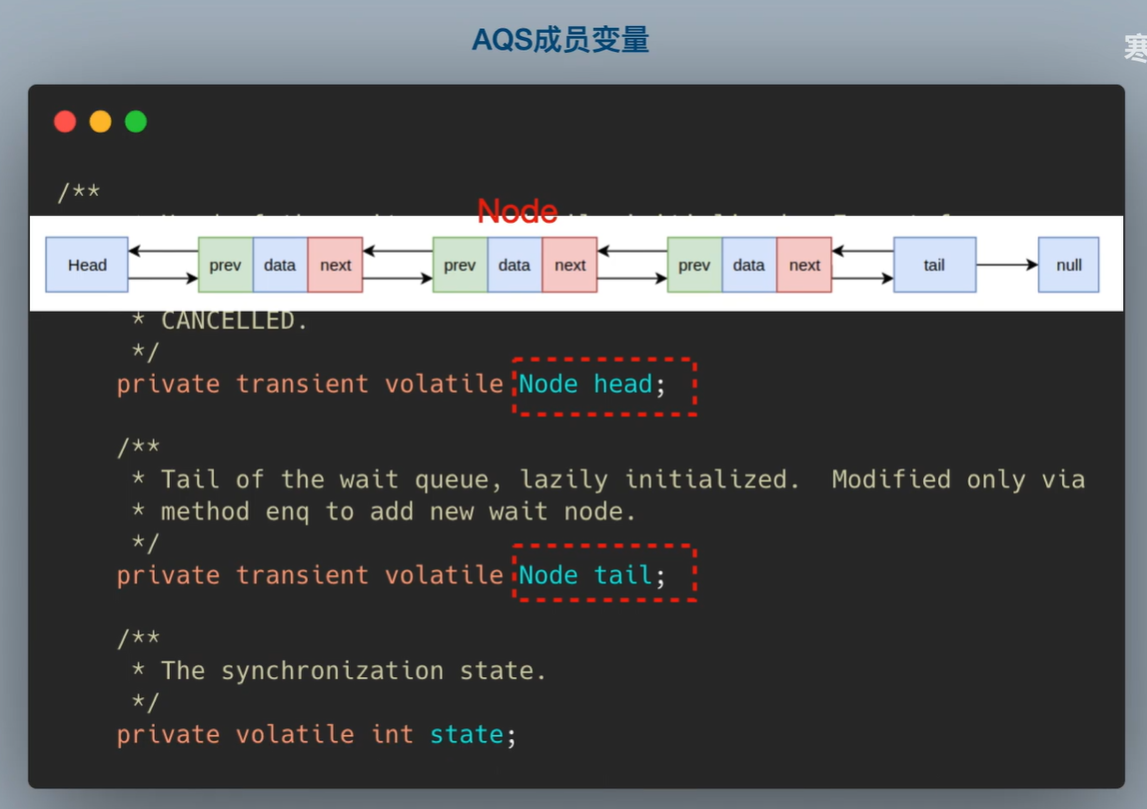 AQS成员变量
寒
/**
Node
Head prev data next prev data next prev data next tail null
* CANCELLED.
*/
private transient volatile Node head;
/**
* Tail of the wait queue, lazily initialized.  Modified only via
* method enq to add new wait node.
*/
private transient volatile Node tail;
/**
* The synchronization state.
*/
private volatile int state;